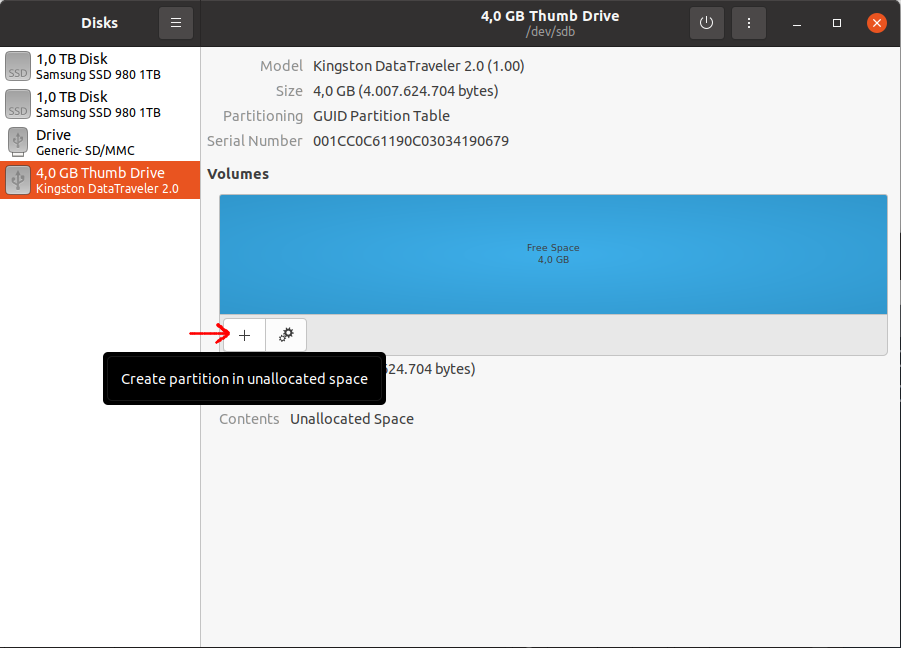 Disks
4,0 GB Thumb Drive
/dev/sdb
1,0 TB Disk
SSD
Samsung SSD 980 1TB
1,0 TB Disk
SSD
Samsung SSD 980 1TB
Drive
Generic- SD/MMC
4,0 GB Thumb Drive
Kingston DataTraveler 2.0
Model Kingston DataTraveler 2.0 (1.00)
Size 4,0 GB (4.007.624.704 bytes)
Partitioning GUID Partition Table
Serial Number 001CC0C61190C03034190679
Volumes
Free Space
4,0 GB
Create partition in unallocated space
24.704 bytes)
Contents Unallocated Space